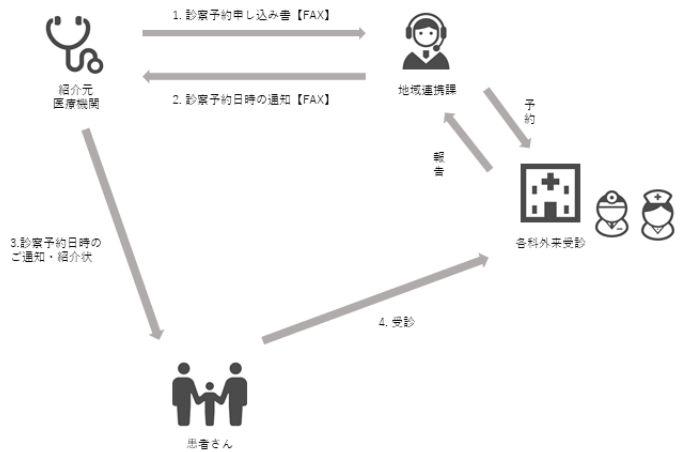 1. 診察予約申し込み書【FAX】
紹介元
医療機関
地域連携課
2. 診察予約日時の通知【FAX】
予
約
報
告
各科外来受診
3.診察予約日時の
ご通知・紹介状
4. 受診
患者さん